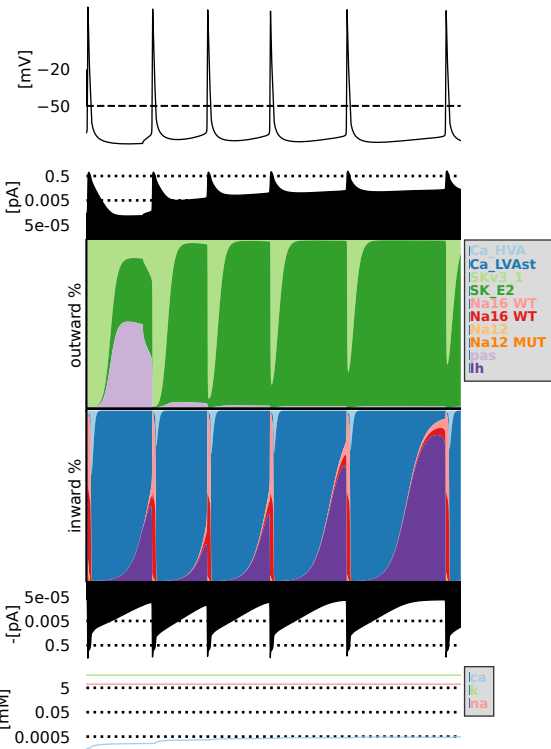 [mV]
−20
−50
[pA]
0.5
0.005
5e-05
outward %
Ca_HVA
Ca_LVAst
SKv3_1
SK_E2
Na16 WT
Na16 WT
Na12
Na12 MUT
pas
Ih
inward %
-[pA]
5e-05
0.005
0.5
[mM]
5
0.05
0.0005
ca
k
na